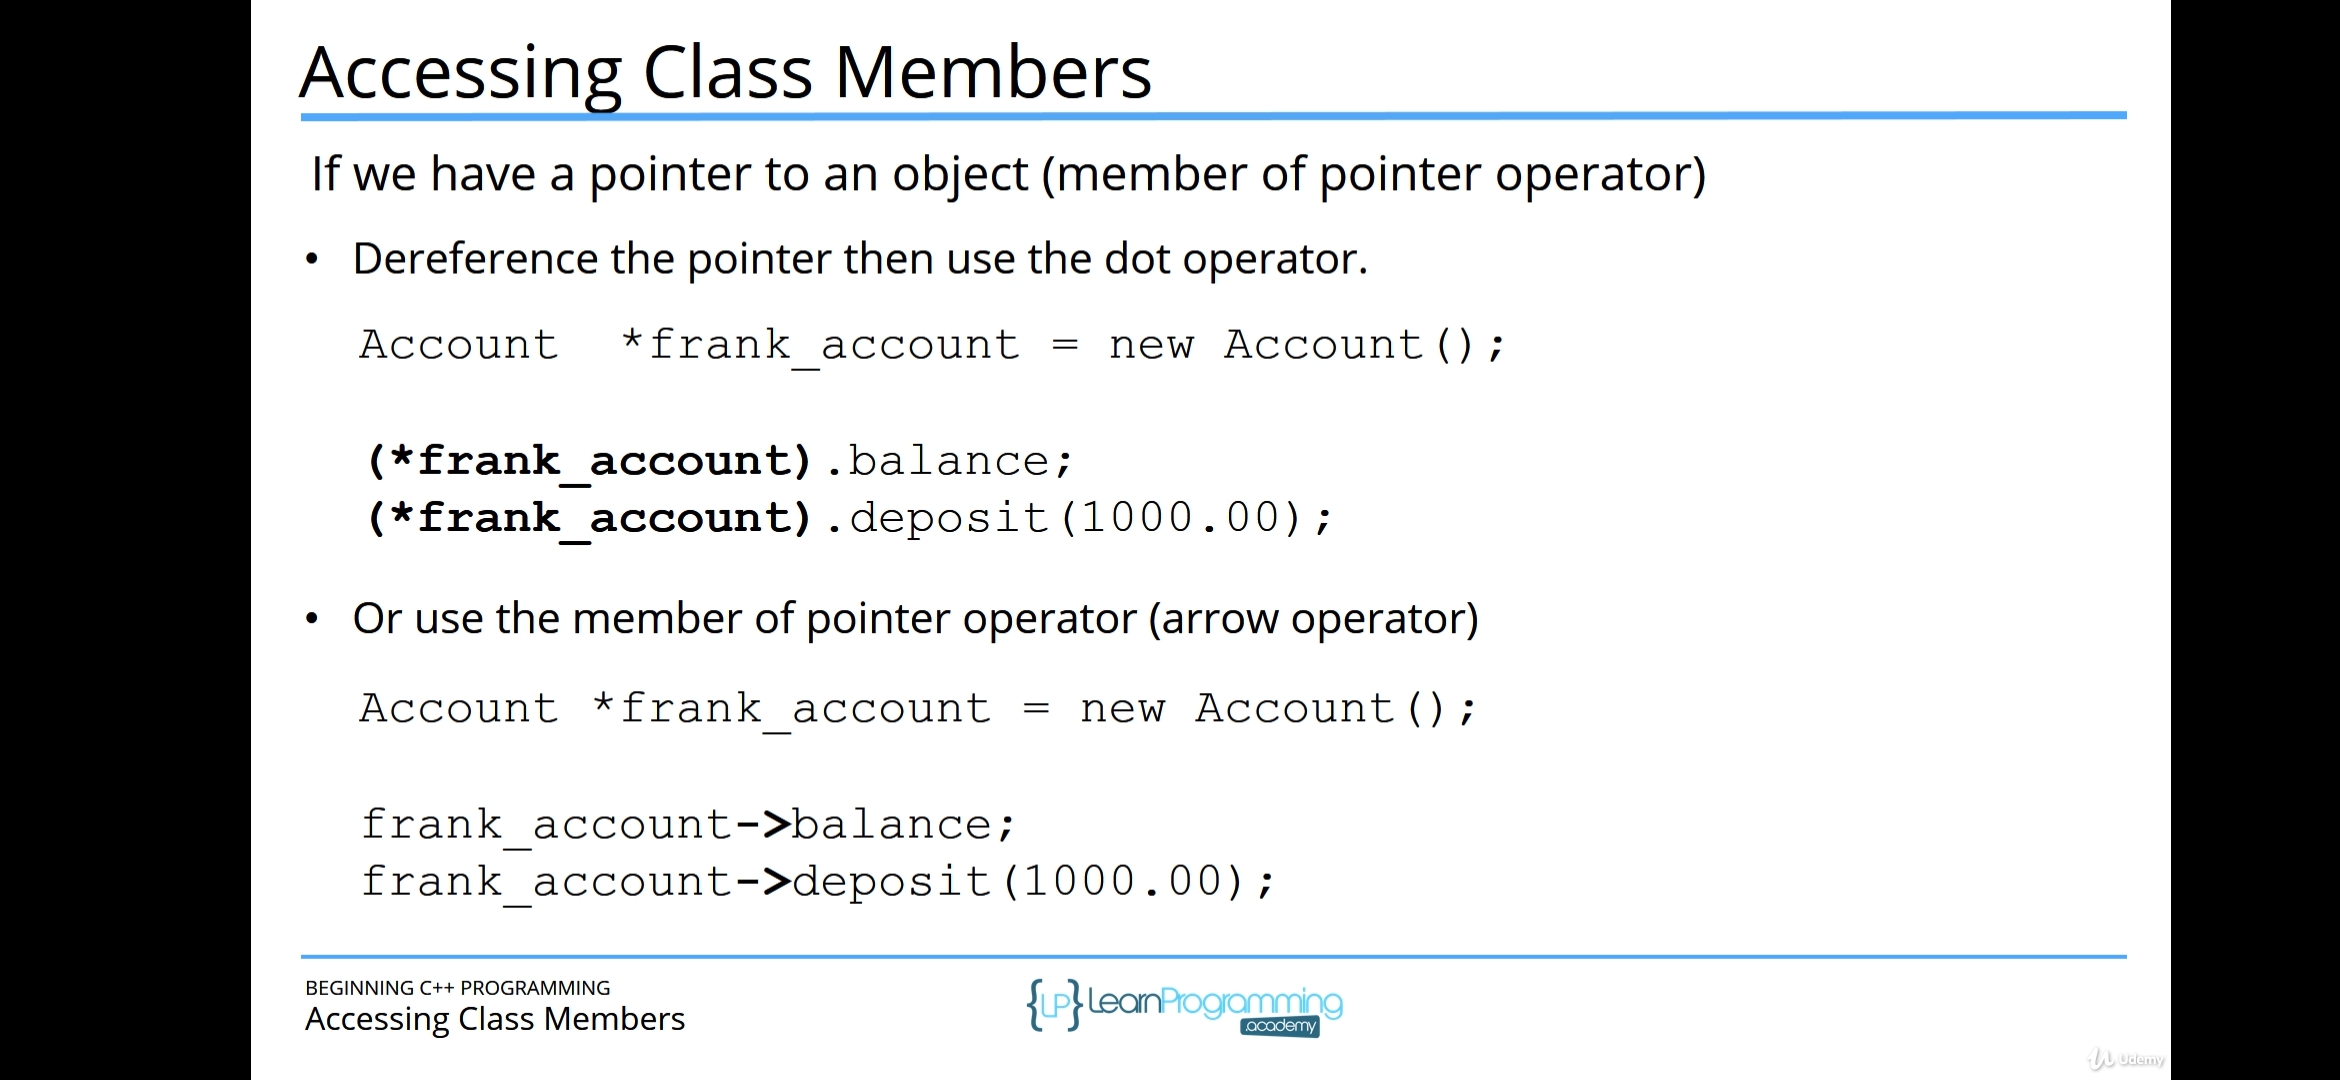 Accessing Class Members
If we have a pointer to an object (member of pointer operator)
• Dereference the pointer then use the dot operator.
Account  *frank_account = new Account();
(*frank_account).balance;
(*frank_account).deposit(1000.00);
• Or use the member of pointer operator (arrow operator)
Account *frank_account = new Account();
frank_account->balance;
frank_account->deposit(1000.00);
BEGINNING C++ PROGRAMMING
Accessing Class Members
{LP} LearnProgramming
academy
Udemy